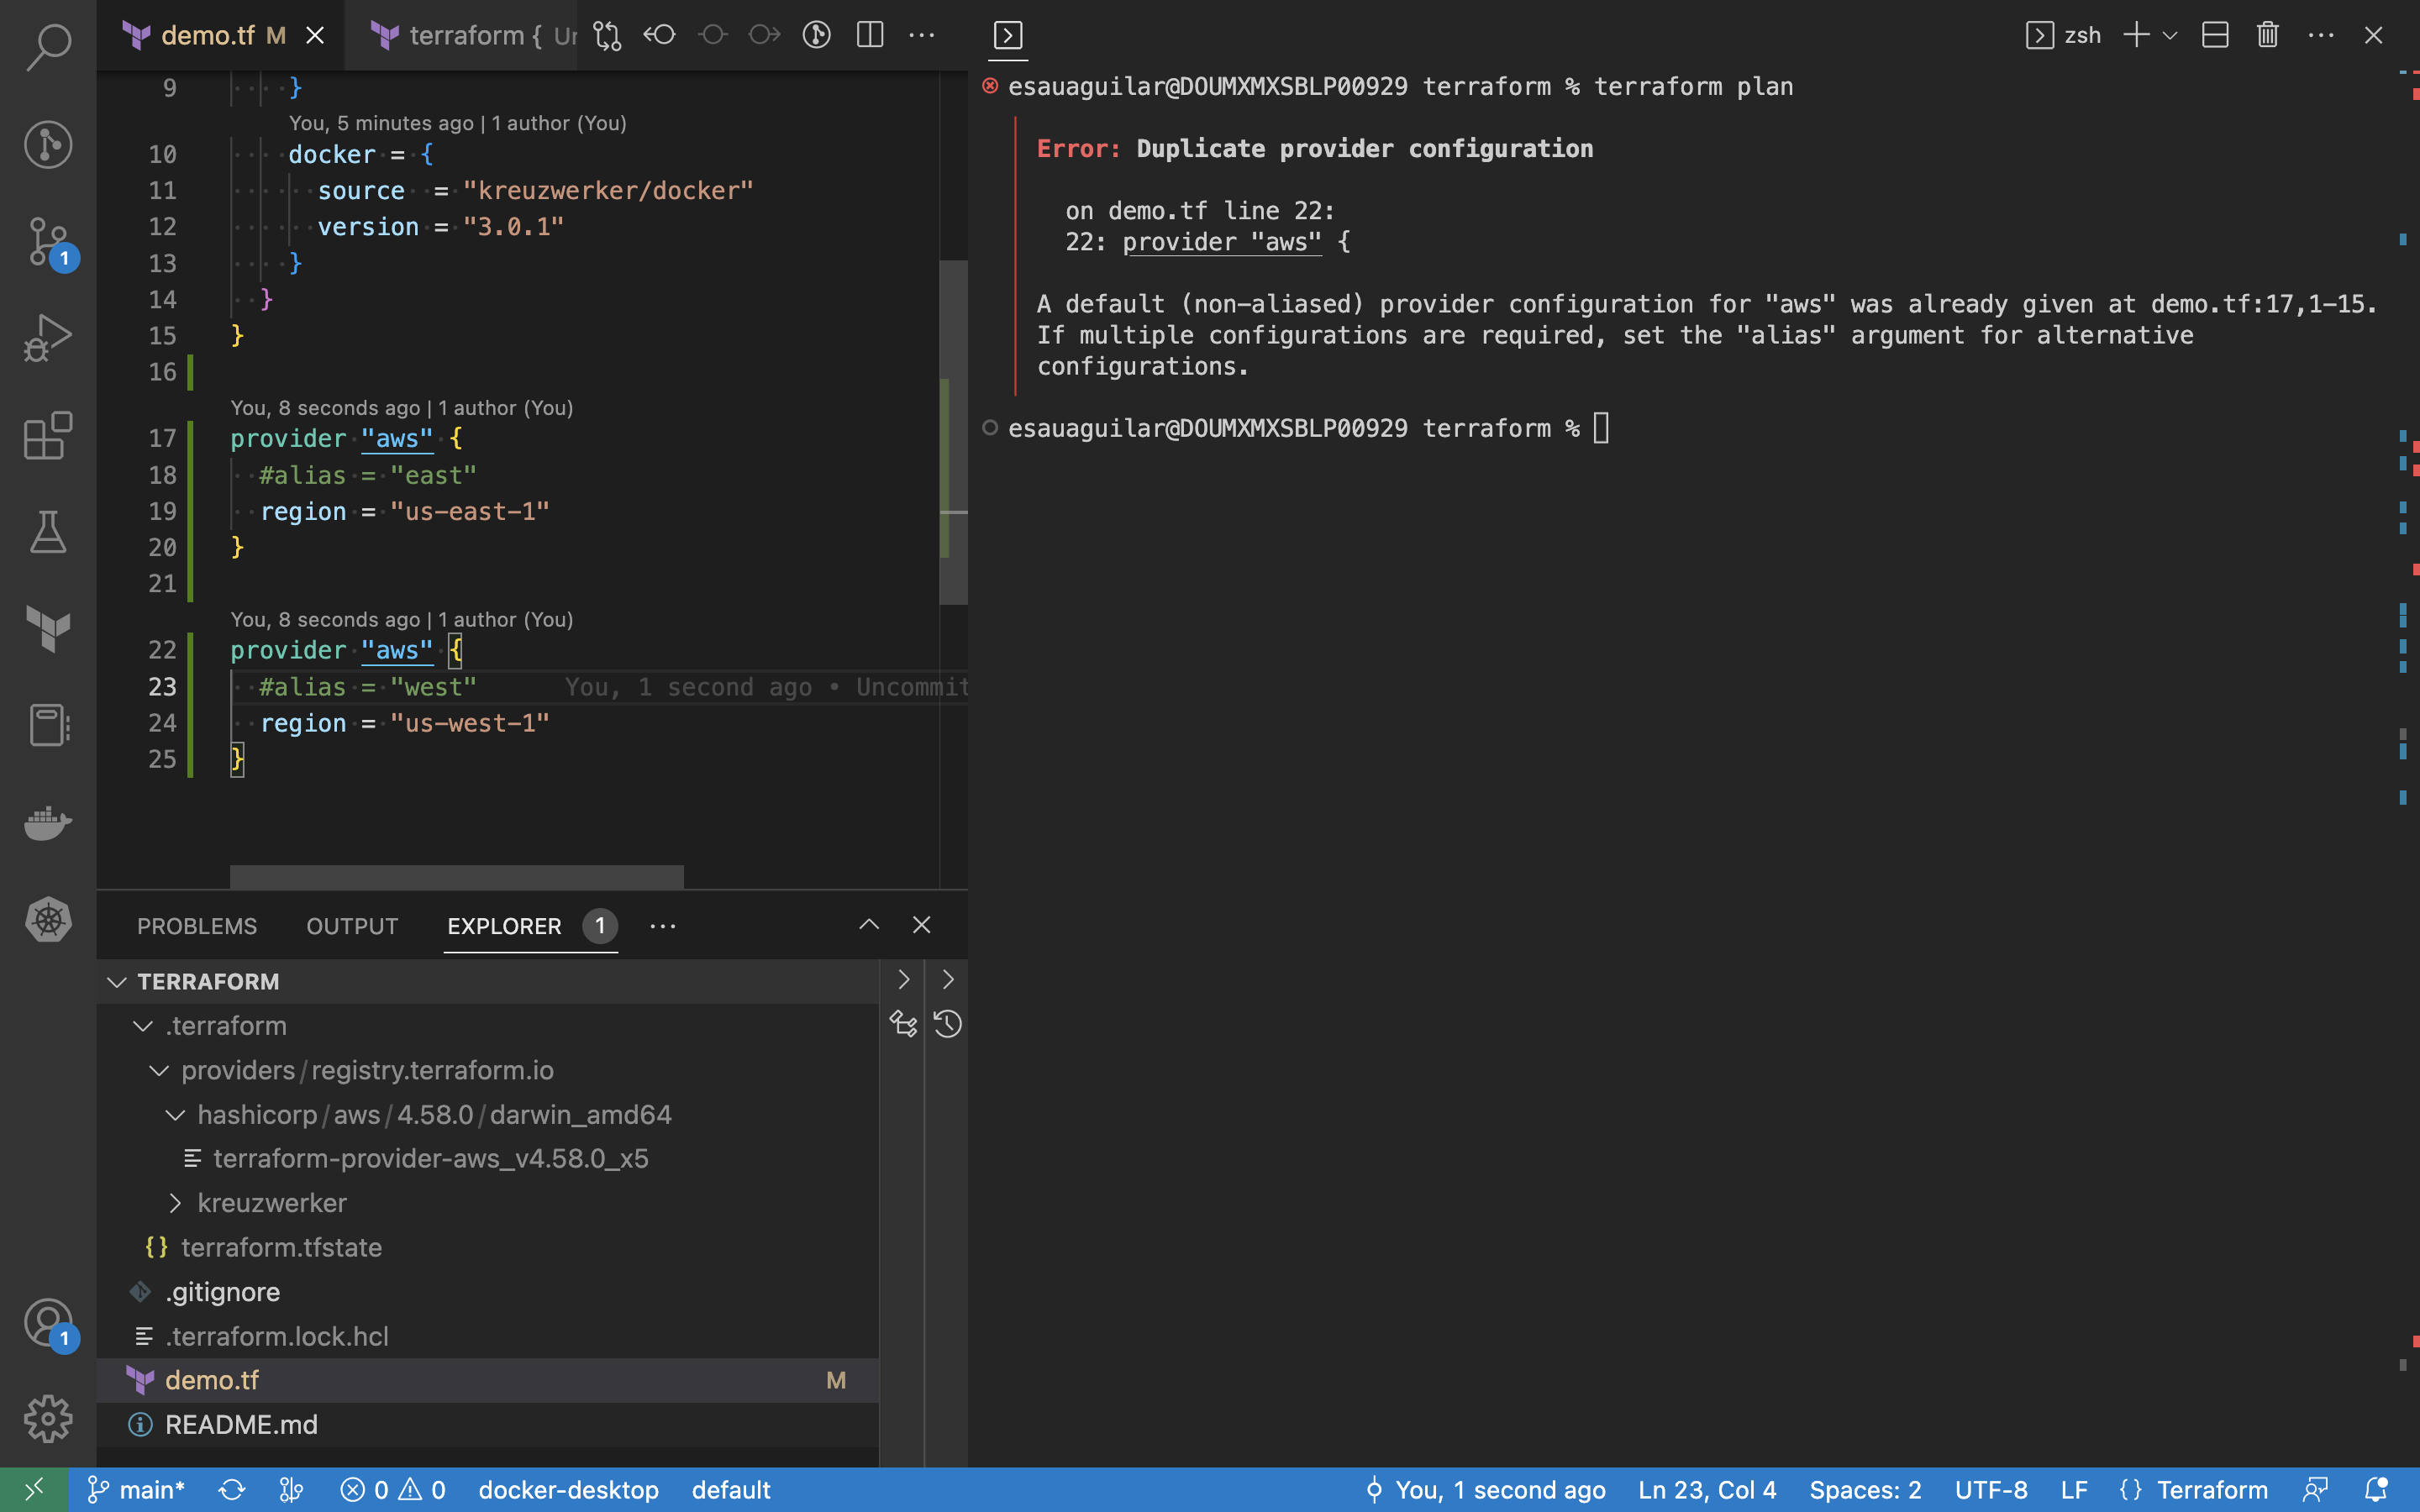 demo.tf M
terraform {
zsh
9 }
You, 5 minutes ago | 1 author (You)
10 docker = {
11 source = "kreuzwerker/docker"
12 version = "3.0.1"
13 }
14 }
15 }
16
You, 8 seconds ago | 1 author (You)
17 provider "aws" {
18 #alias = "east"
19 region = "us-east-1"
20 }
21
You, 8 seconds ago | 1 author (You)
22 provider "aws" {
23 #alias = "west" You, 1 second ago • Uncommit
24 region = "us-west-1"
25 }
esauaguilar@DOUMXMXSBLP00929 terraform % terraform plan
Error: Duplicate provider configuration
on demo.tf line 22:
22: provider "aws" {
A default (non-aliased) provider configuration for "aws" was already given at demo.tf:17,1-15.
If multiple configurations are required, set the "alias" argument for alternative
configurations.
esauaguilar@DOUMXMXSBLP00929 terraform %
PROBLEMS OUTPUT EXPLORER 1
TERRAFORM
.terraform
providers/registry.terraform.io
hashicorp/aws/4.58.0/darwin_amd64
terraform-provider-aws_v4.58.0_x5
kreuzwerker
{} terraform.tfstate
.gitignore
.terraform.lock.hcl
demo.tf M
README.md
1
1
main* 0 0 docker-desktop default
You, 1 second ago Ln 23, Col 4 Spaces: 2 UTF-8 LF {} Terraform